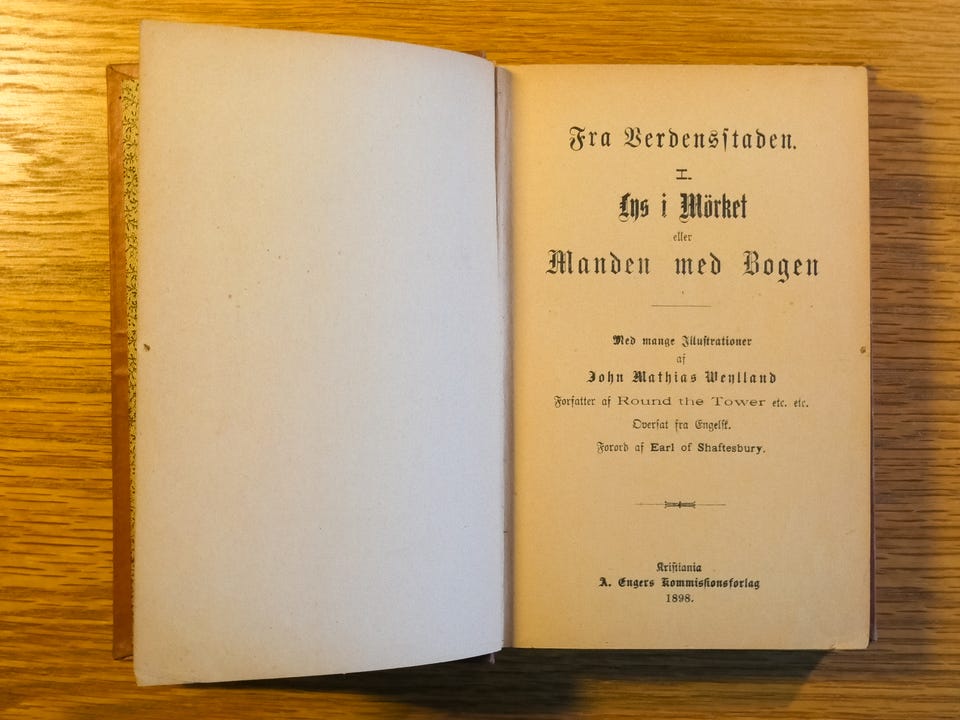 Fra Verdensstaden.
I.
Lys i Mörket
eller
Manden med Bogen
Med mange Illustrationer
af
John Mathias Weylland
Forfatter af Round the Tower etc. etc.
Oversat fra Engelsk.
Forord af Earl of Shaftesbury.
Kristiania
A. Engers Kommissionsforlag
1898.